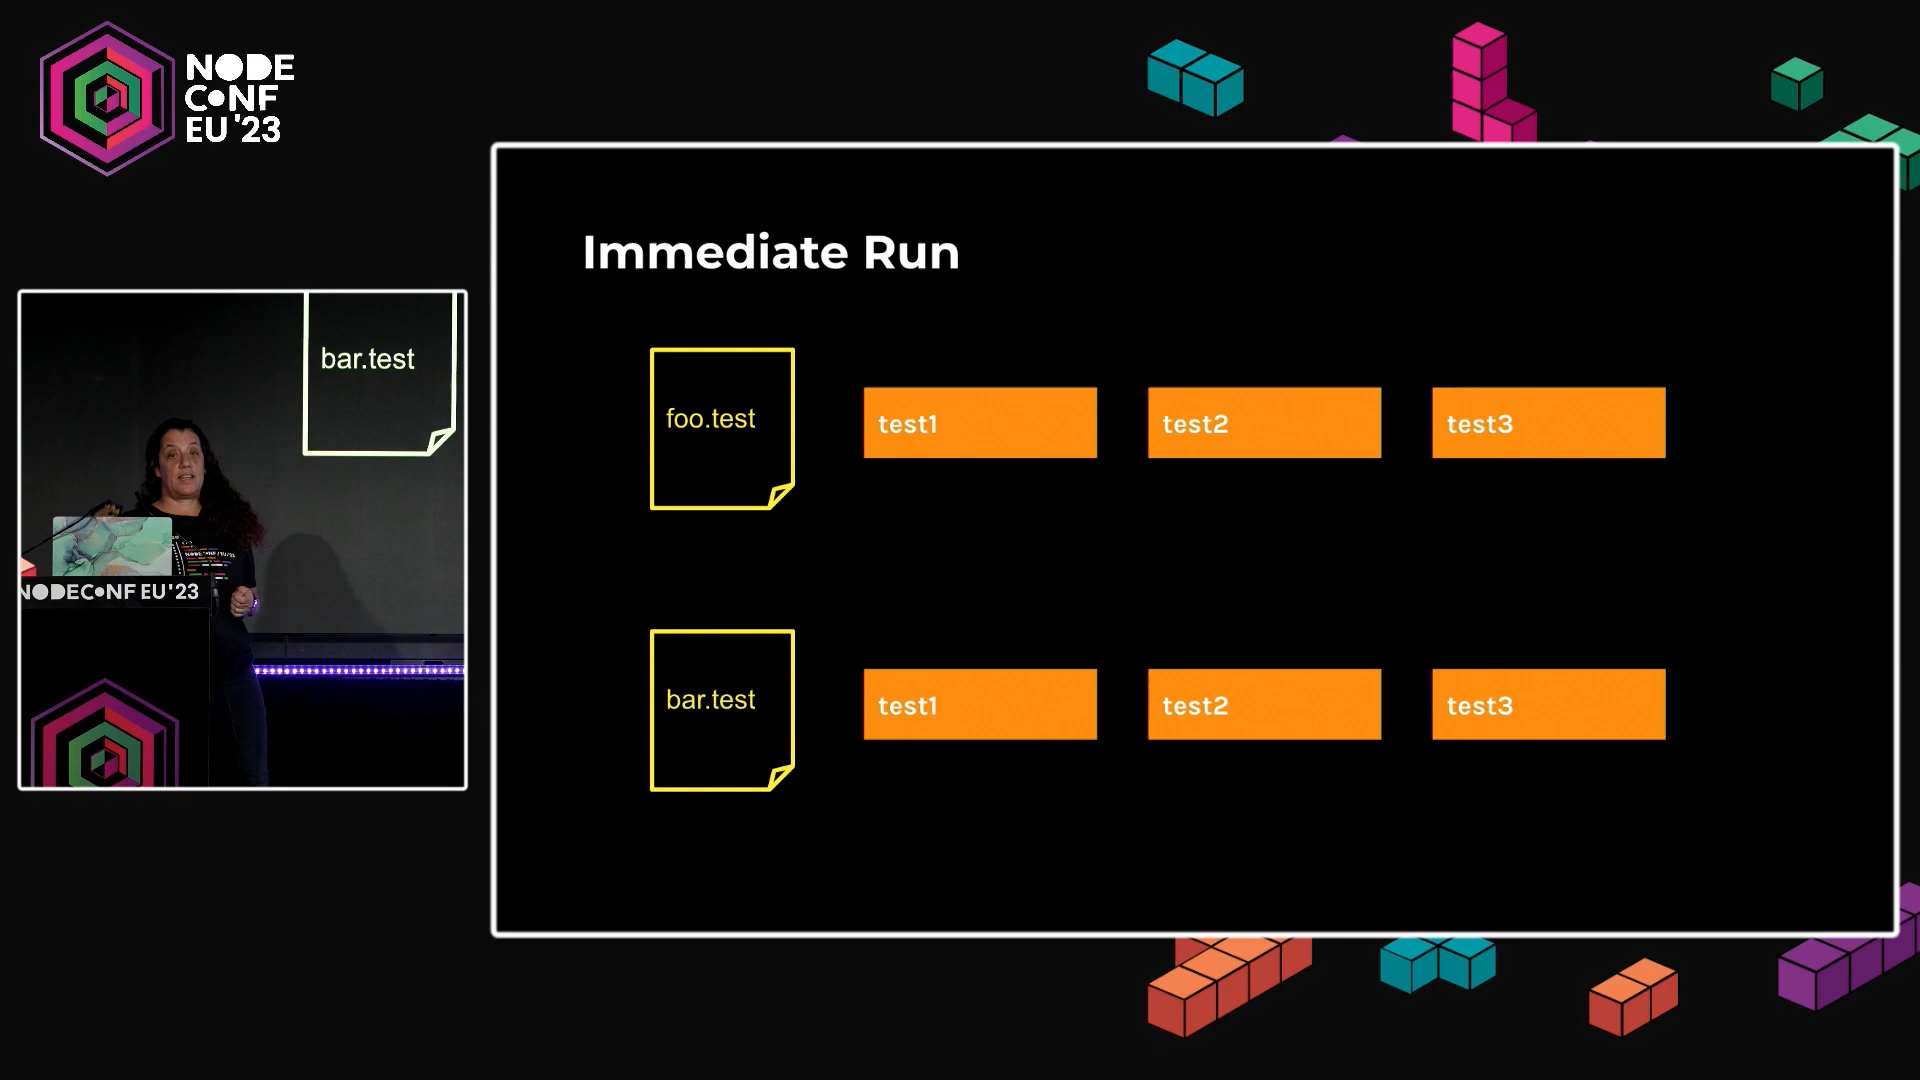 NODE
CONF
EU '23
Immediate Run
foo.test
test1
test2
test3
bar.test
test1
test2
test3
bar.test
NODECONF EU'23